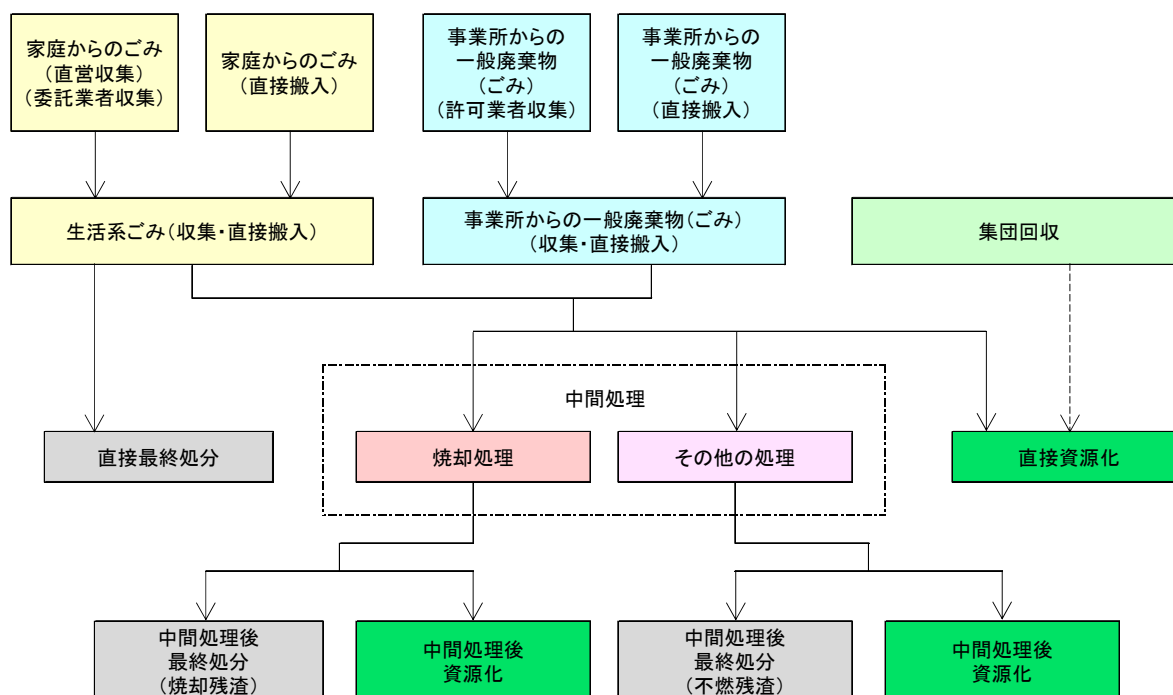 家庭からのごみ
（直営収集）
（委託業者収集）
家庭からのごみ
（直接搬入）
事業所からの
一般廃棄物
（ごみ）
（許可業者収集）
事業所からの
一般廃棄物
（ごみ）
（直接搬入）
生活系ごみ（収集・直接搬入）
事業所からの一般廃棄物（ごみ）
（収集・直接搬入）
集団回収
中間処理
直接最終処分
焼却処理
その他の処理
直接資源化
中間処理後
最終処分
（焼却残渣）
中間処理後
資源化
中間処理後
最終処分
（不燃残渣）
中間処理後
資源化